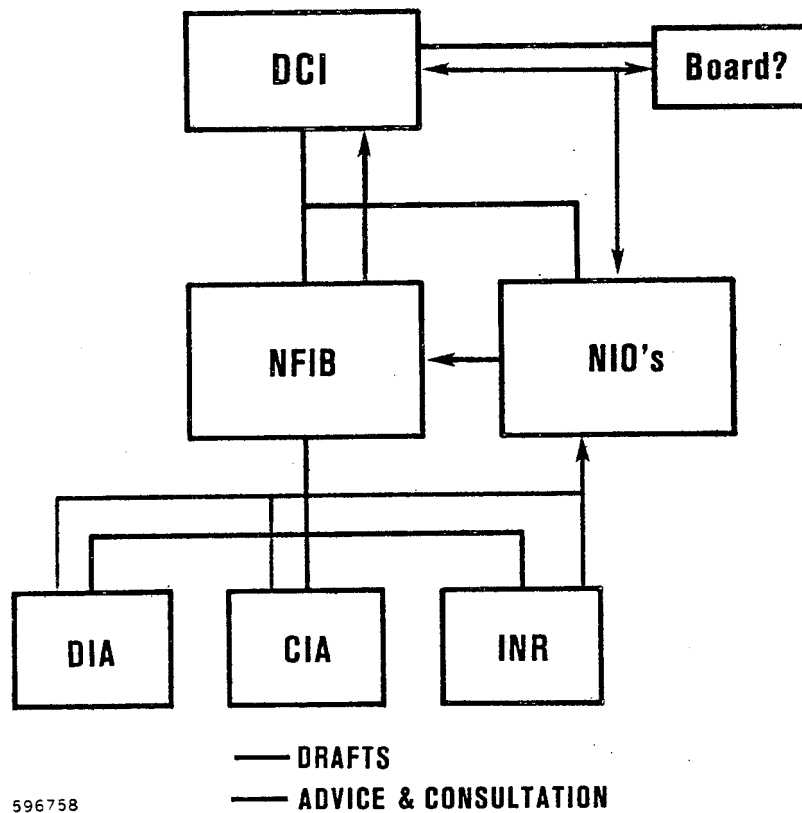 DCI
Board?
NFIB
NIO's
DIA
CIA
INR
DRAFTS
ADVICE & CONSULTATION
596758